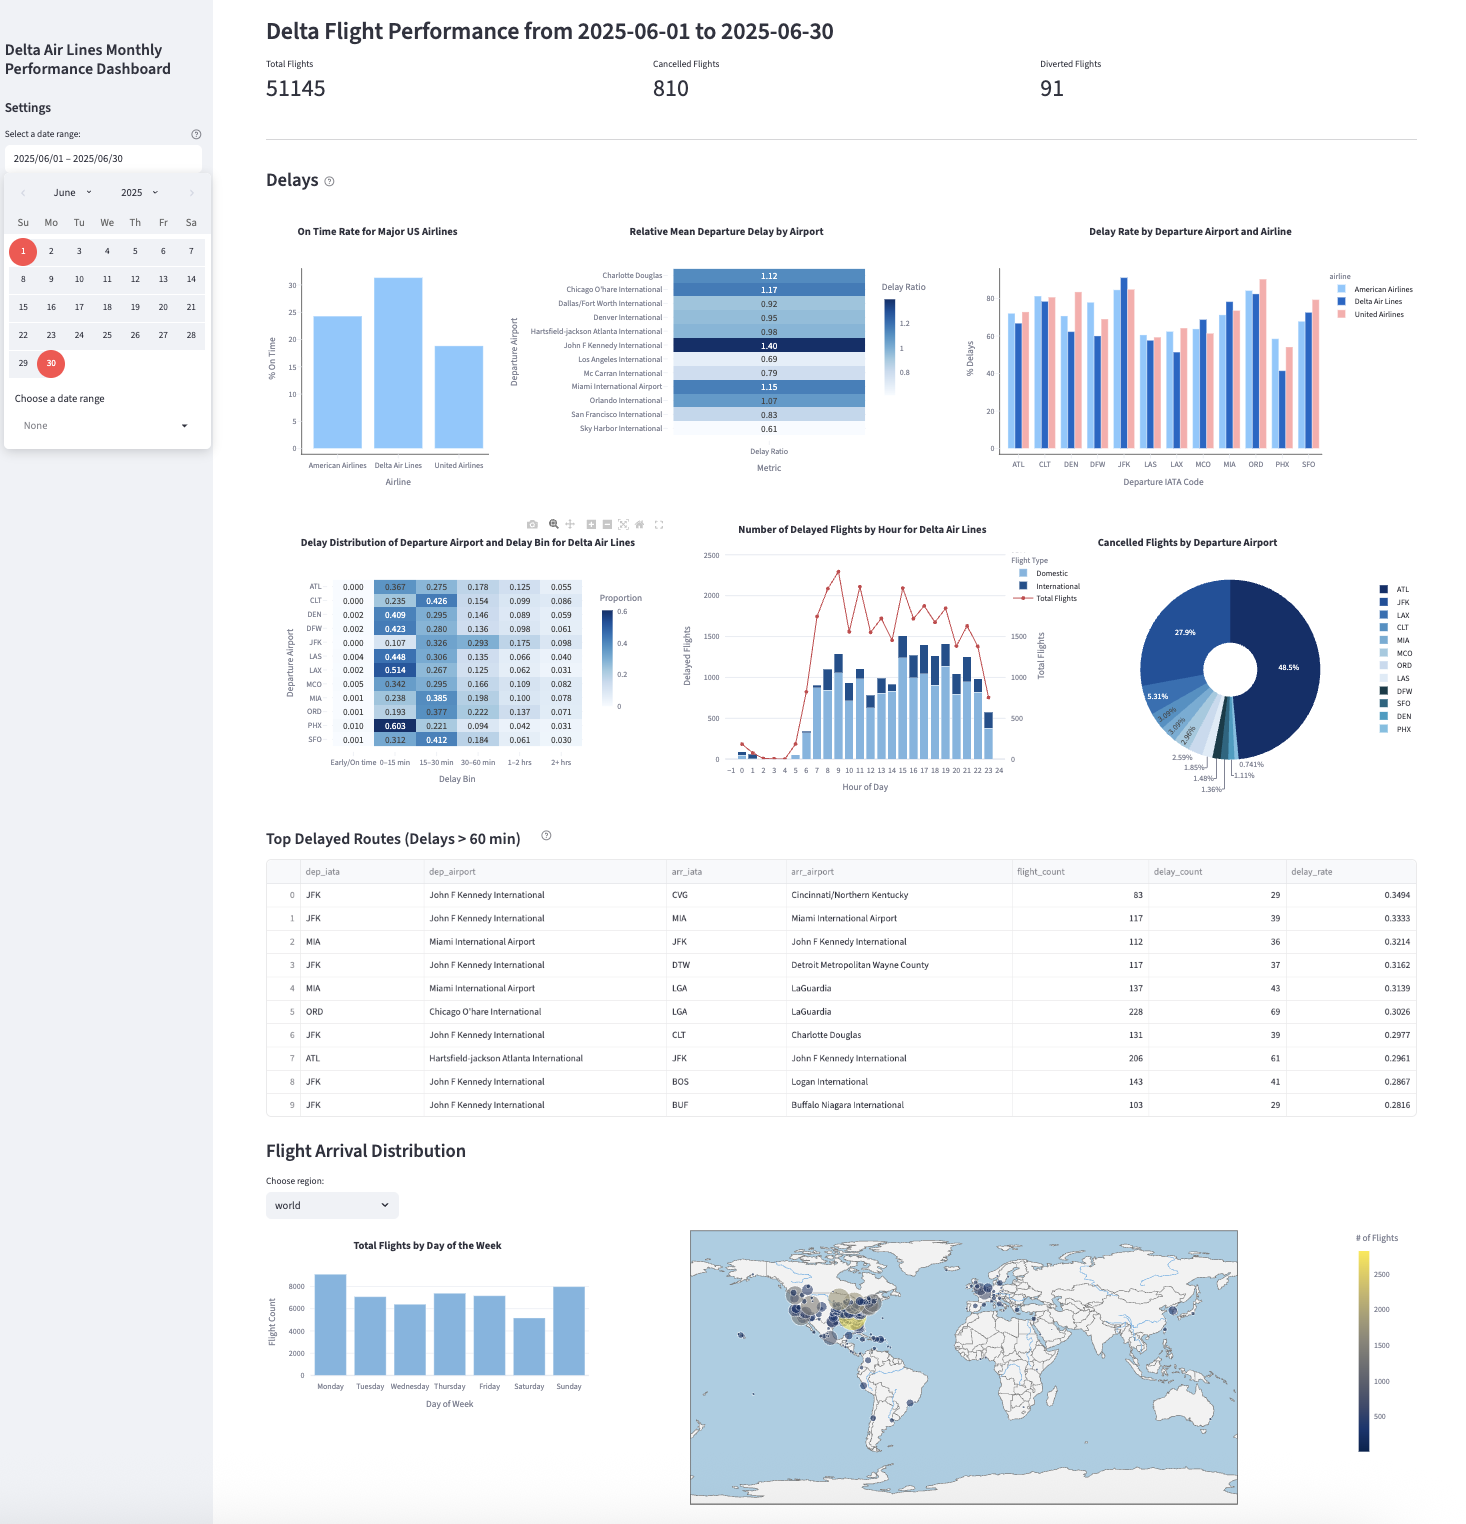 Delta Air Lines Monthly
Performance Dashboard
Settings
Select a date range:
2025/06/01 – 2025/06/30
June
2025
Su Mo Tu We Th Fr Sa
1 2 3 4 5 6 7
8 9 10 11 12 13 14
15 16 17 18 19 20 21
22 23 24 25 26 27 28
29 30
Choose a date range
None
Delta Flight Performance from 2025-06-01 to 2025-06-30
Total Flights
51145
Cancelled Flights
810
Diverted Flights
91
Delays
On Time Rate for Major US Airlines
% On Time
30
25
20
15
10
5
0
American Airlines Delta Air Lines United Airlines
Airline
Relative Mean Departure Delay by Airport
Departure Airport
Charlotte Douglas 1.12
Chicago O'hare International 1.17
Dallas/Fort Worth International 0.92
Denver International 0.95
Hartsfield-jackson Atlanta International 0.98
John F Kennedy International 1.40
Los Angeles International 0.69
Mc Carran International 0.79
Miami International Airport 1.15
Orlando International 1.07
San Francisco International 0.83
Sky Harbor International 0.61
Delay Ratio
Metric
Delay Ratio
1.2
1
0.8
Delay Rate by Departure Airport and Airline
% Delays
80
60
40
20
0
ATL CLT DEN DFW JFK LAS LAX MCO MIA ORD PHX SFO
Departure IATA Code
airline
American Airlines
Delta Air Lines
United Airlines
Delay Distribution of Departure Airport and Delay Bin for Delta Air Lines
Departure Airport
ATL 0.000 0.367 0.275 0.178 0.125 0.055
CLT 0.000 0.235 0.426 0.154 0.099 0.086
DEN 0.002 0.409 0.295 0.146 0.089 0.059
DFW 0.002 0.423 0.280 0.136 0.098 0.061
JFK 0.000 0.107 0.326 0.293 0.175 0.098
LAS 0.004 0.448 0.306 0.135 0.066 0.040
LAX 0.002 0.514 0.267 0.125 0.062 0.031
MCO 0.005 0.342 0.295 0.166 0.109 0.082
MIA 0.001 0.238 0.385 0.198 0.100 0.078
ORD 0.001 0.193 0.377 0.222 0.137 0.071
PHX 0.010 0.603 0.221 0.094 0.042 0.031
SFO 0.001 0.312 0.412 0.184 0.061 0.030
Early/On time 0–15 min 15–30 min 30–60 min 1–2 hrs 2+ hrs
Delay Bin
Proportion
0.6
0.4
0.2
0
Number of Delayed Flights by Hour for Delta Air Lines
Delayed Flights
2500
2000
1500
1000
500
0
−1 0 1 2 3 4 5 6 7 8 9 10 11 12 13 14 15 16 17 18 19 20 21 22 23 24
Hour of Day
1500
1000
500
0
Total Flights
Flight Type
Domestic
International
Total Flights
Cancelled Flights by Departure Airport
48.5%
27.9%
5.31%
3.09%
3.09%
2.96%
2.59%
1.85%
1.48%
1.36%
1.11%
0.741%
ATL
JFK
LAX
CLT
MIA
MCO
ORD
LAS
DFW
SFO
DEN
PHX
Top Delayed Routes (Delays > 60 min)
dep_iata dep_airport arr_iata arr_airport flight_count delay_count delay_rate
0 JFK John F Kennedy International CVG Cincinnati/Northern Kentucky 83 29 0.3494
1 JFK John F Kennedy International MIA Miami International Airport 117 39 0.3333
2 MIA Miami International Airport JFK John F Kennedy International 112 36 0.3214
3 JFK John F Kennedy International DTW Detroit Metropolitan Wayne County 117 37 0.3162
4 MIA Miami International Airport LGA LaGuardia 137 43 0.3139
5 ORD Chicago O'hare International LGA LaGuardia 228 69 0.3026
6 JFK John F Kennedy International CLT Charlotte Douglas 131 39 0.2977
7 ATL Hartsfield-jackson Atlanta International JFK John F Kennedy International 206 61 0.2961
8 JFK John F Kennedy International BOS Logan International 143 41 0.2867
9 JFK John F Kennedy International BUF Buffalo Niagara International 103 29 0.2816
Flight Arrival Distribution
Choose region:
world
Total Flights by Day of the Week
Flight Count
8000
6000
4000
2000
0
Monday Tuesday Wednesday Thursday Friday Saturday Sunday
Day of Week
# of Flights
2500
2000
1500
1000
500